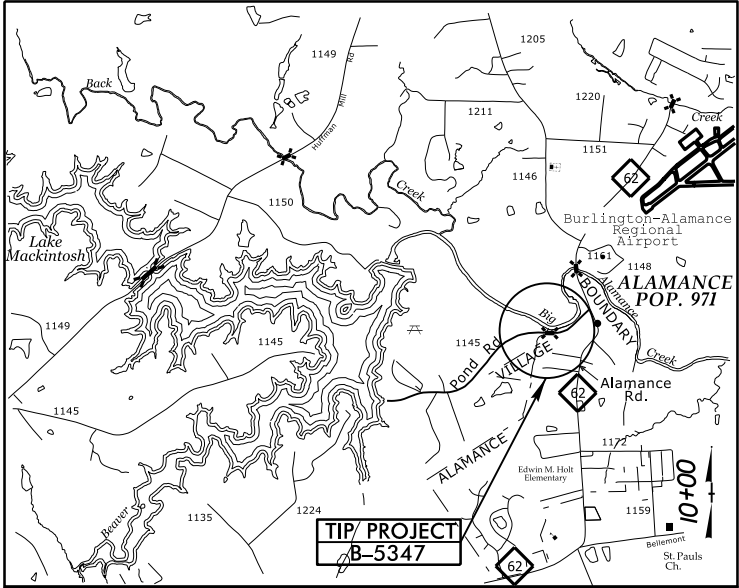 1205
1149
Rd
Mill
Huffman
Back
1220
1211
Creek
1151
1146
62
Creek
1150
Burlington-Alamance
Regional
Airport
Lake
Mackintosh
1161
1148
ALAMANCE
POP. 971
BOUNDARY
Alamance
Big
1149
1145
1145
Pond Rd
VILLAGE
Creek
Alamance
Rd.
62
1145
ALAMANCE
1172
Edwin M. Holt
Elementary
10+00
Beaver
1135
1224
1159
TIP PROJECT
B-5347
Bellemont
St. Pauls
Ch.
62